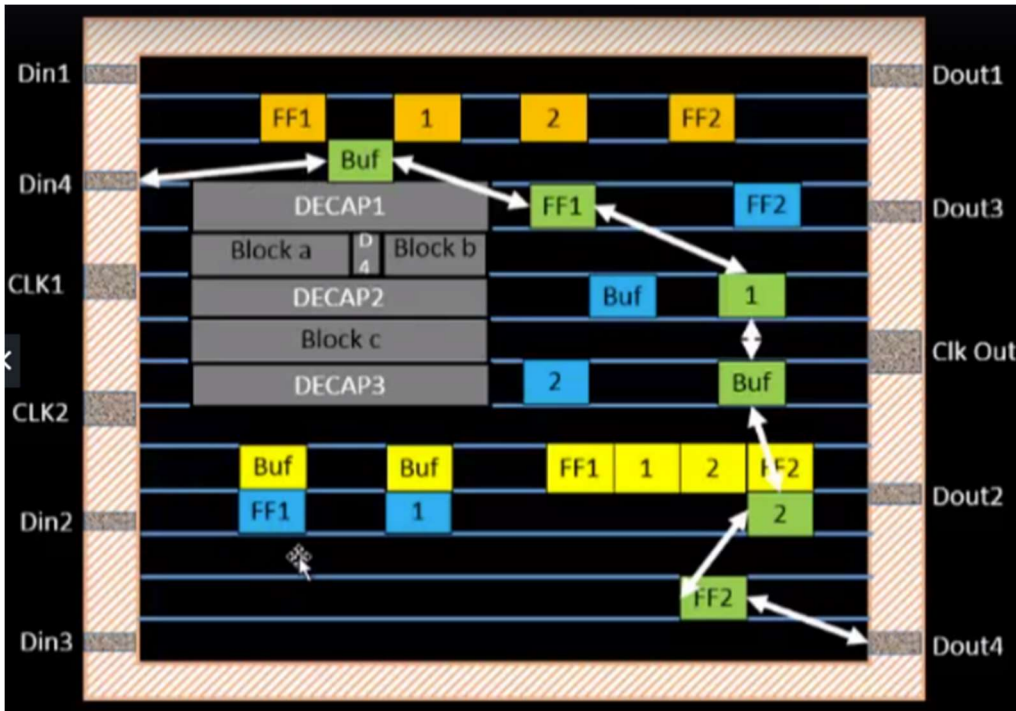 Din1
Dout1
FF1 1 2 FF2
Buf
Din4
DECAP1
FF1
FF2
Dout3
Block a
D
4
Block b
CLK1
DECAP2
Buf
1
Block c
Clk Out
DECAP3
2
Buf
CLK2
Buf
Buf
FF1 1 2 FF2
Dout2
Din2
FF1
1
2
FF2
Din3
Dout4